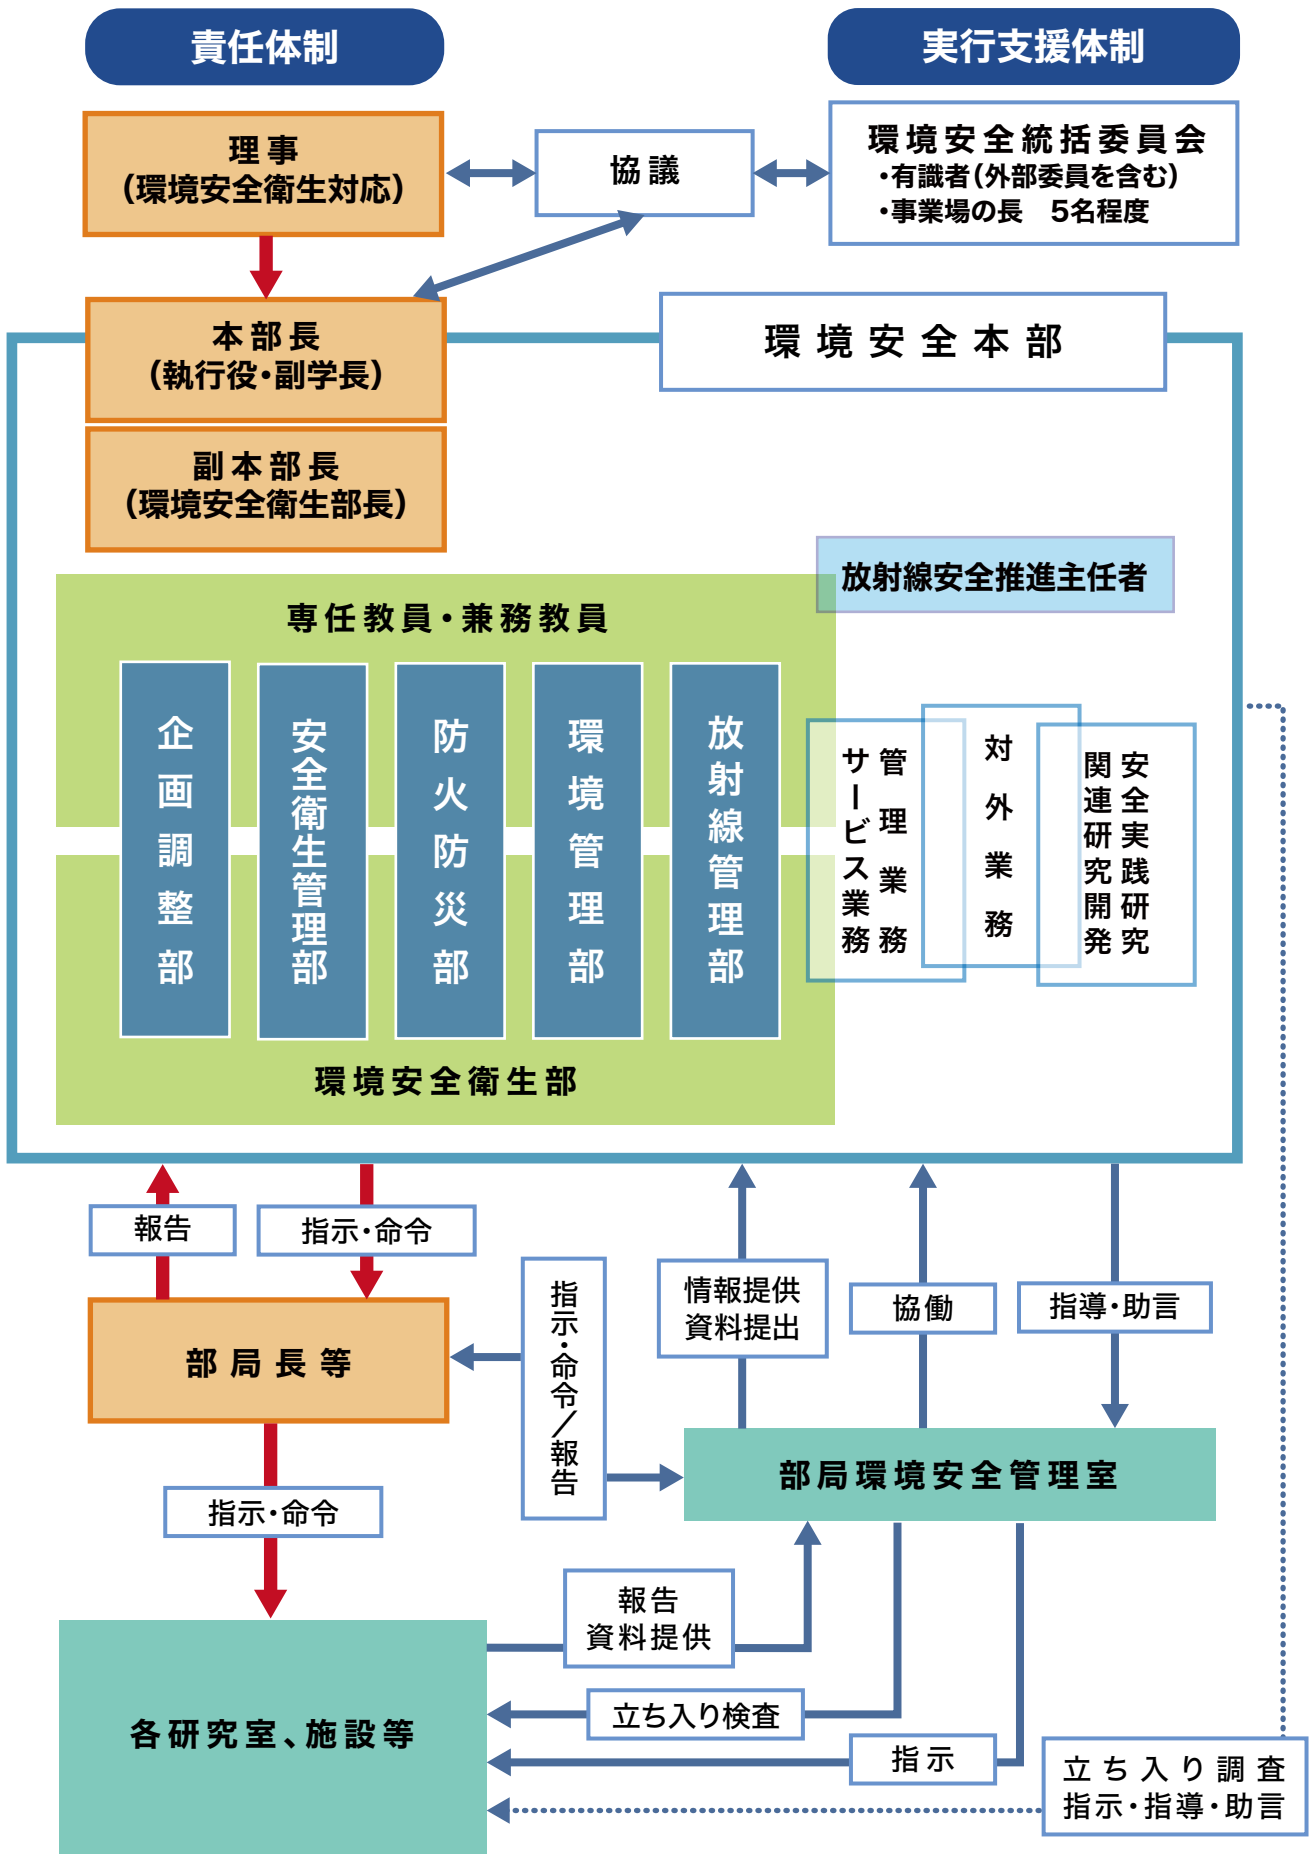 責任体制
実行支援体制
理事
（環境安全衛生対応）
協議
環境安全統括委員会
・有識者（外部委員を含む）
・事業場の長　5名程度
本部長
（執行役・副学長）
環境安全本部
副本部長
（環境安全衛生部長）
放射線安全推進主任者
専任教員・兼務教員
企画調整部
安全衛生管理部
防火防災部
環境管理部
放射線管理部
管理業務
サービス業務
対外業務
安全実践研究
関連研究開発
環境安全衛生部
報告
指示・命令
指示・命令／報告
情報提供
資料提出
協働
指導・助言
部局長等
部局環境安全管理室
指示・命令
報告
資料提供
各研究室、施設等
立ち入り検査
指示
立ち入り調査
指示・指導・助言